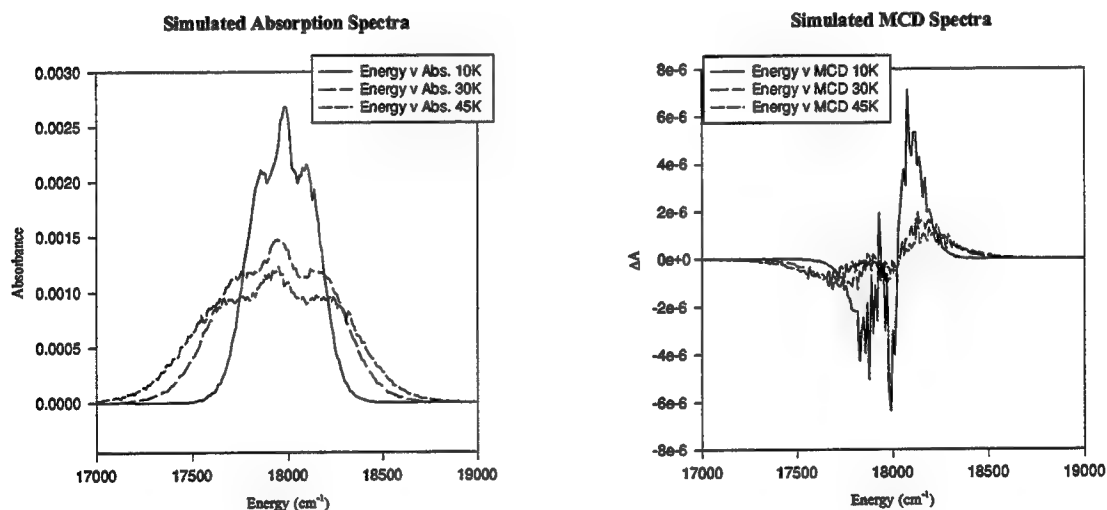 Simulated Absorption Spectra
Energy v Abs. 10K
Energy v Abs. 30K
Energy v Abs. 45K
0.0030
0.0025
0.0020
0.0015
0.0010
0.0005
0.0000
Absorbance
17000
17500
18000
18500
19000
Energy (cm⁻¹)
Simulated MCD Spectra
Energy v MCD 10K
Energy v MCD 30K
Energy v MCD 45K
8e-6
6e-6
4e-6
2e-6
0e+0
-2e-6
-4e-6
-6e-6
-8e-6
ΔA
17000
17500
18000
18500
19000
Energy (cm⁻¹)